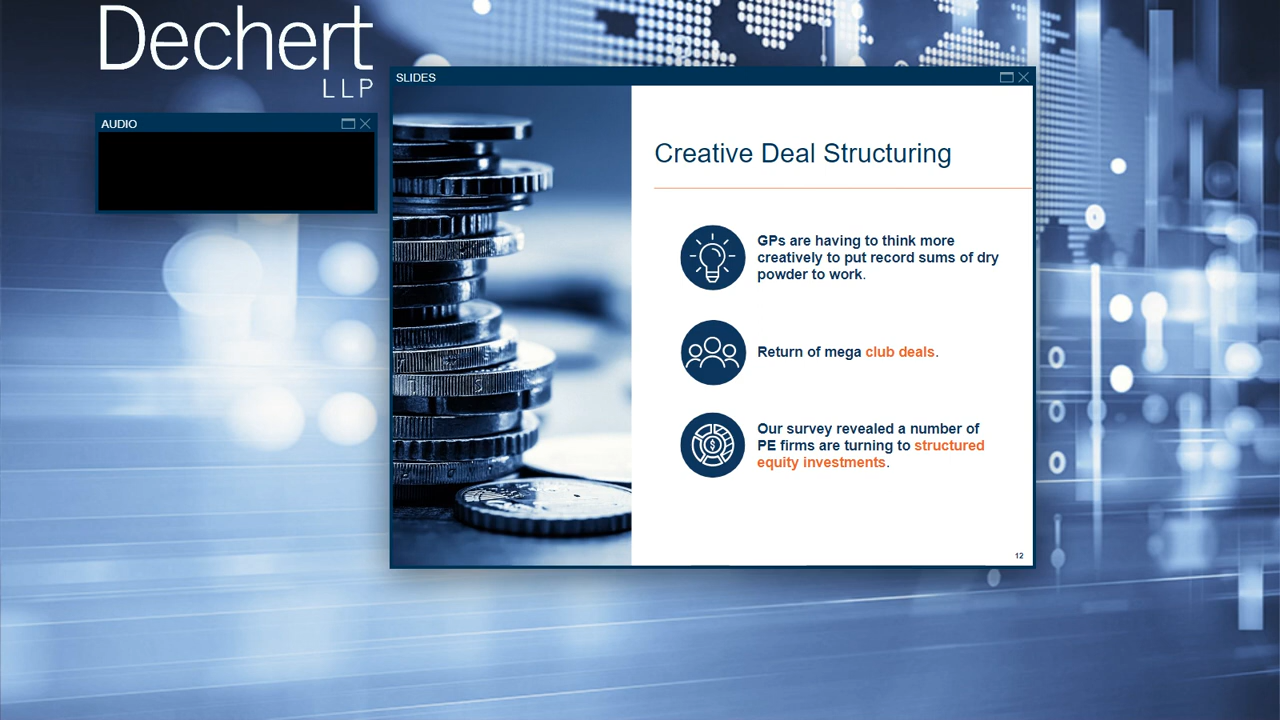 Dechert
LLP
SLIDES
AUDIO
Creative Deal Structuring
GPs are having to think more
creatively to put record sums of dry
powder to work.
Return of mega club deals.
Our survey revealed a number of
PE firms are turning to structured
equity investments.
12